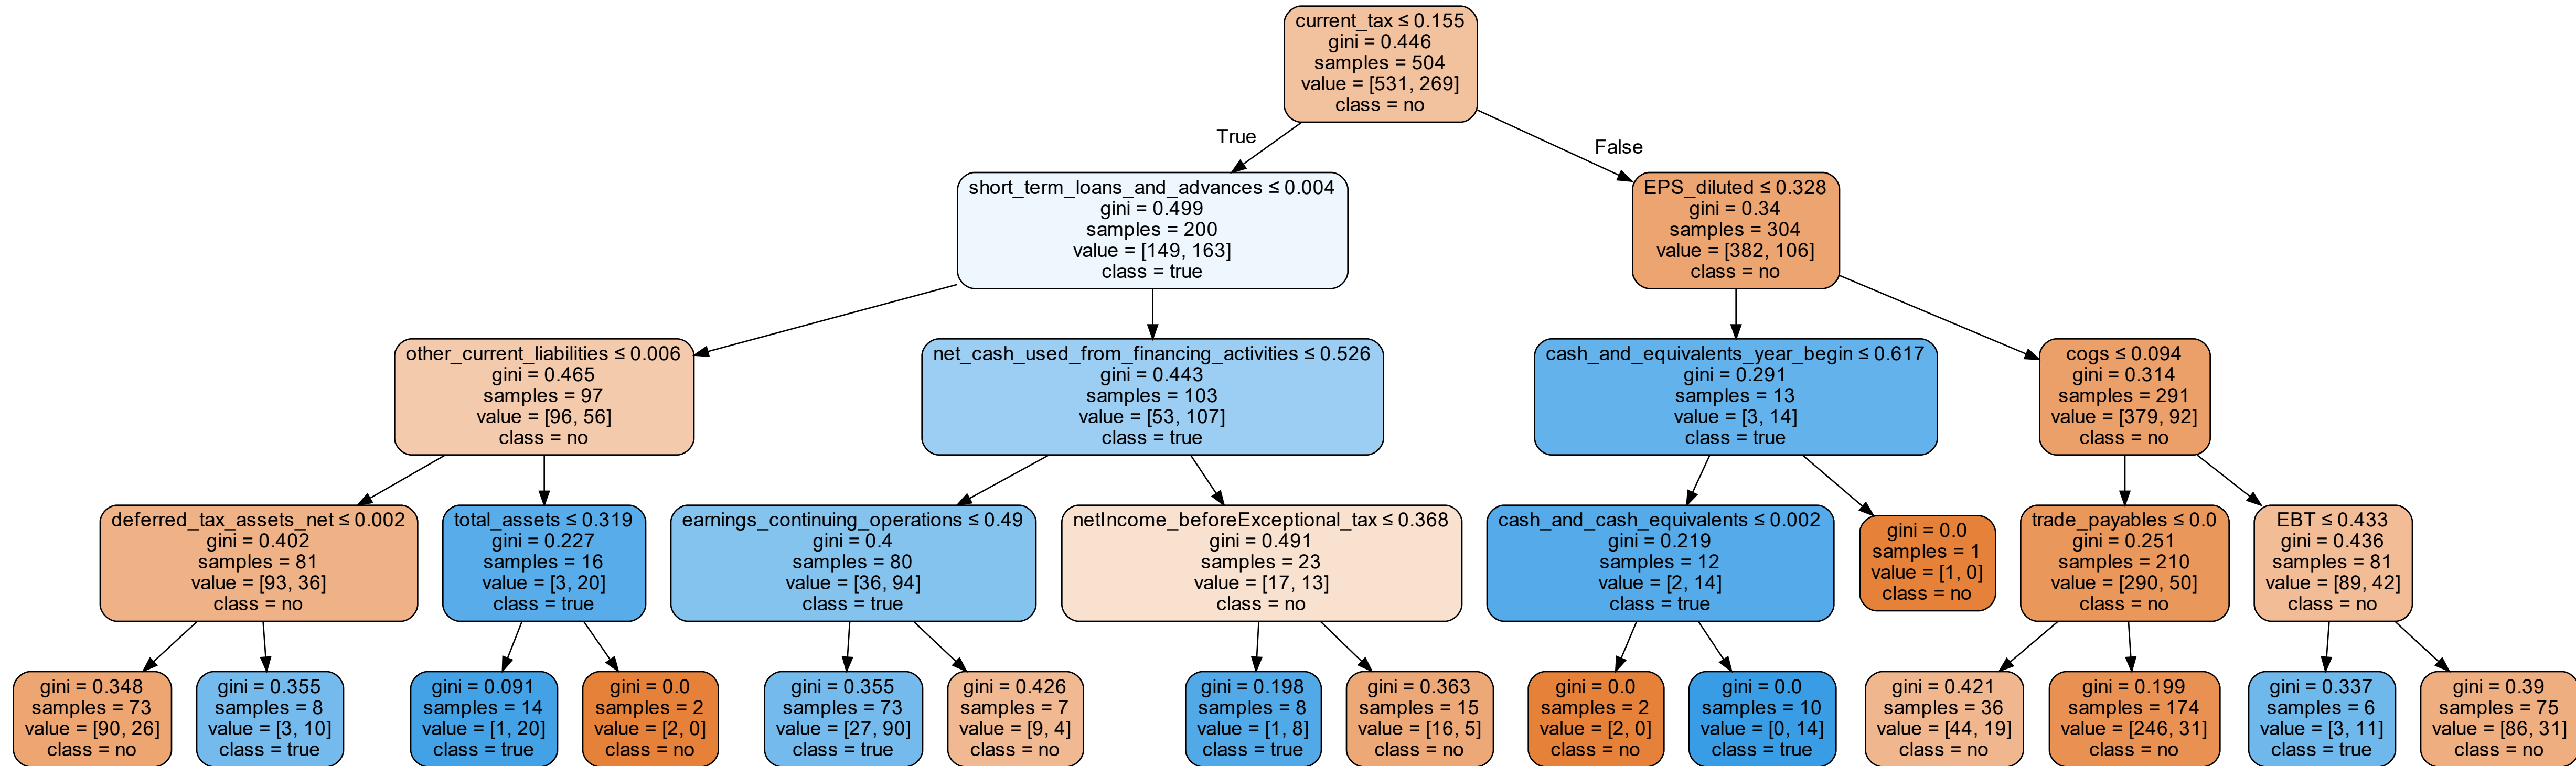 current_tax ≤ 0.155
gini = 0.446
samples = 504
value = [531, 269]
class = no
True
False
short_term_loans_and_advances ≤ 0.004
gini = 0.499
samples = 200
value = [149, 163]
class = true
EPS_diluted ≤ 0.328
gini = 0.34
samples = 304
value = [382, 106]
class = no
other_current_liabilities ≤ 0.006
gini = 0.465
samples = 97
value = [96, 56]
class = no
net_cash_used_from_financing_activities ≤ 0.526
gini = 0.443
samples = 103
value = [53, 107]
class = true
cash_and_equivalents_year_begin ≤ 0.617
gini = 0.291
samples = 13
value = [3, 14]
class = true
cogs ≤ 0.094
gini = 0.314
samples = 291
value = [379, 92]
class = no
deferred_tax_assets_net ≤ 0.002
gini = 0.402
samples = 81
value = [93, 36]
class = no
total_assets ≤ 0.319
gini = 0.227
samples = 16
value = [3, 20]
class = true
earnings_continuing_operations ≤ 0.49
gini = 0.4
samples = 80
value = [36, 94]
class = true
netIncome_beforeExceptional_tax ≤ 0.368
gini = 0.491
samples = 23
value = [17, 13]
class = no
cash_and_cash_equivalents ≤ 0.002
gini = 0.219
samples = 12
value = [2, 14]
class = true
gini = 0.0
samples = 1
value = [1, 0]
class = no
trade_payables ≤ 0.0
gini = 0.251
samples = 210
value = [290, 50]
class = no
EBT ≤ 0.433
gini = 0.436
samples = 81
value = [89, 42]
class = no
gini = 0.348
samples = 73
value = [90, 26]
class = no
gini = 0.355
samples = 8
value = [3, 10]
class = true
gini = 0.091
samples = 14
value = [1, 20]
class = true
gini = 0.0
samples = 2
value = [2, 0]
class = no
gini = 0.355
samples = 73
value = [27, 90]
class = true
gini = 0.426
samples = 7
value = [9, 4]
class = no
gini = 0.198
samples = 8
value = [1, 8]
class = true
gini = 0.363
samples = 15
value = [16, 5]
class = no
gini = 0.0
samples = 2
value = [2, 0]
class = no
gini = 0.0
samples = 10
value = [0, 14]
class = true
gini = 0.421
samples = 36
value = [44, 19]
class = no
gini = 0.199
samples = 174
value = [246, 31]
class = no
gini = 0.337
samples = 6
value = [3, 11]
class = true
gini = 0.39
samples = 75
value = [86, 31]
class = no